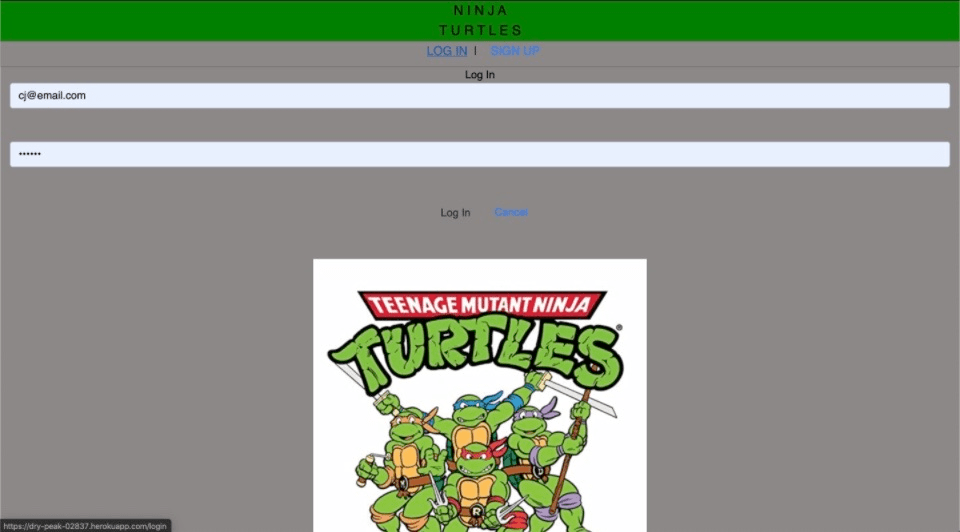 NINJA
TURTLES
LOG IN | SIGN UP
Log In
cj@email.com
••••••
Log In Cancel
TEENAGE MUTANT NINJA
TURTLES®
R
https://dry-peak-02837.herokuapp.com/login